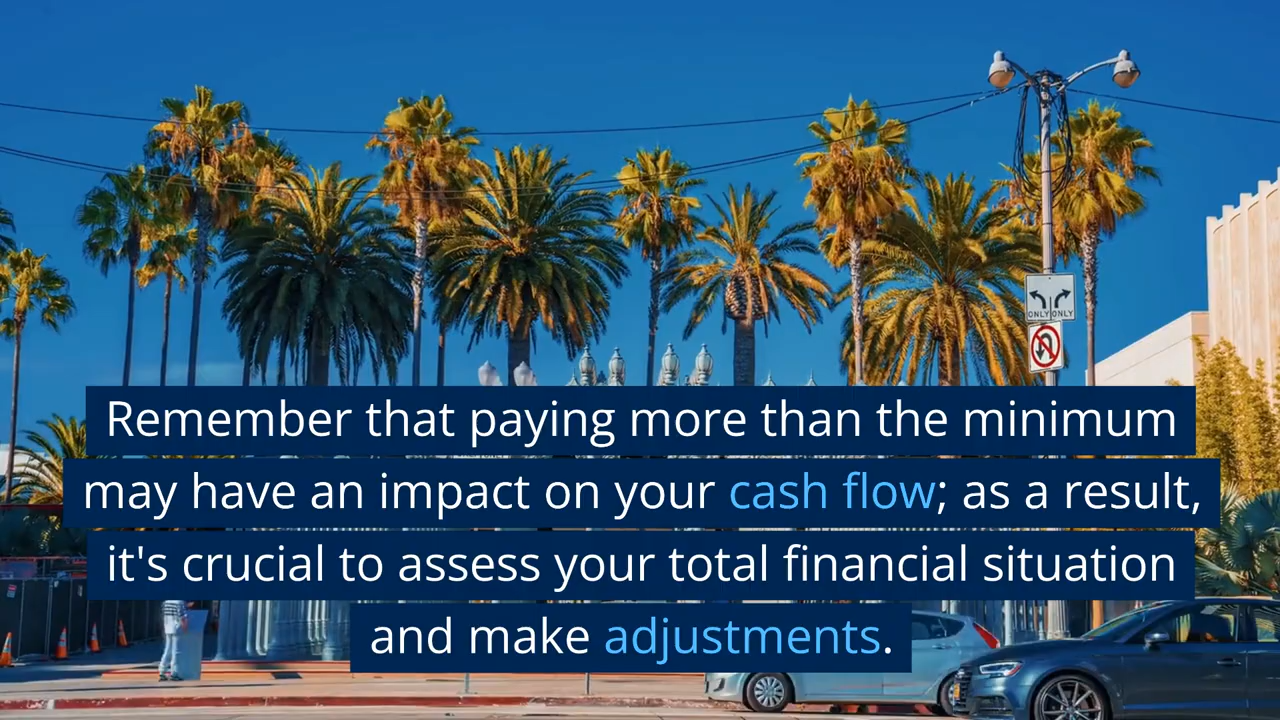 ONLY ONLY
Remember that paying more than the minimum
may have an impact on your cash flow; as a result,
it's crucial to assess your total financial situation
and make adjustments.